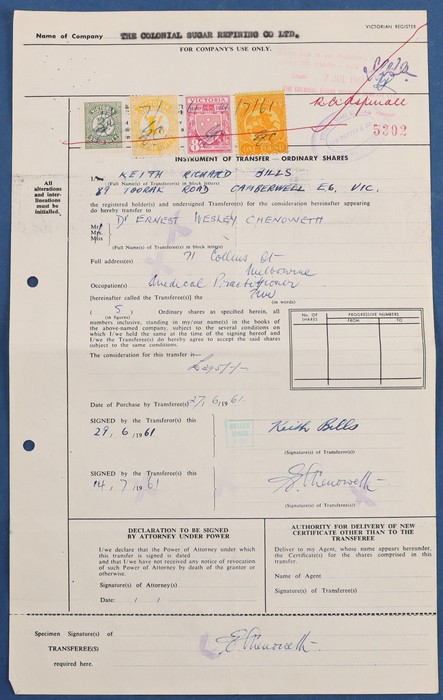 VICTORIAN REGISTER
Name of Company THE COLONIAL SUGAR REFINING CO LTD.
FOR COMPANY'S USE ONLY.
5302
VICTORIA
INSTRUMENT OF TRANSFER—ORDINARY SHARES
I/We KEITH RICHARD BILLS
(Full Name(s) of Transferor(s) in block letters)
89 TOORAK ROAD CAMBERWELL E6, VIC.
All alterations and inter-lineations must be initialled.
the registered holder(s) and undersigned Transferor(s) for the consideration hereinafter appearing
do hereby transfer to
Mr.
Mrs. Dr ERNEST WESLEY CHENOWETH
Miss
(Full Name(s) of Transferee(s) in block letters)
Full address(es) 71 Collins St
Melbourne
Occupation(s) Medical Practitioner
[hereinafter called the Transferee(s)] the Five
(in words)
( 5 ) Ordinary shares as specified herein, all
(in figures)
numbers inclusive, standing in my/our name(s) in the books of
the above-named company, subject to the several conditions on
which I/we held the same at the time of the signing hereof and
I/We the Transferee(s) do hereby agree to accept the said shares
subject to the same conditions.
No. OF SHARES
PROGRESSIVE NUMBERS
FROM TO
The consideration for this transfer is
Date of Purchase by Transferee(s) 27/6/1961
SIGNED by the Transferor(s) this
29/6/1961
Keith Bills
(Signature(s) of Transferor(s))
SIGNED by the Transferee(s) this
14/7/1961
E Chenoweth
(Signature(s) of Transferee(s))
DECLARATION TO BE SIGNED
BY ATTORNEY UNDER POWER
I/we declare that the Power of Attorney under which
this transfer is signed is dated
and that I/we have not received any notice of revocation
of such Power by death of the grantor or
otherwise.
Signature(s) of Attorney(s)
Date: / /
AUTHORITY FOR DELIVERY OF NEW
CERTIFICATE OTHER THAN TO THE
TRANSFEREE
Deliver to my Agent, whose name appears hereunder,
the Certificate(s) for the shares comprised in this
transfer.
Name of Agent
Signature(s) of Transferee(s)
Specimen Signature(s) of
TRANSFEREE(S)
required here.
E Chenoweth